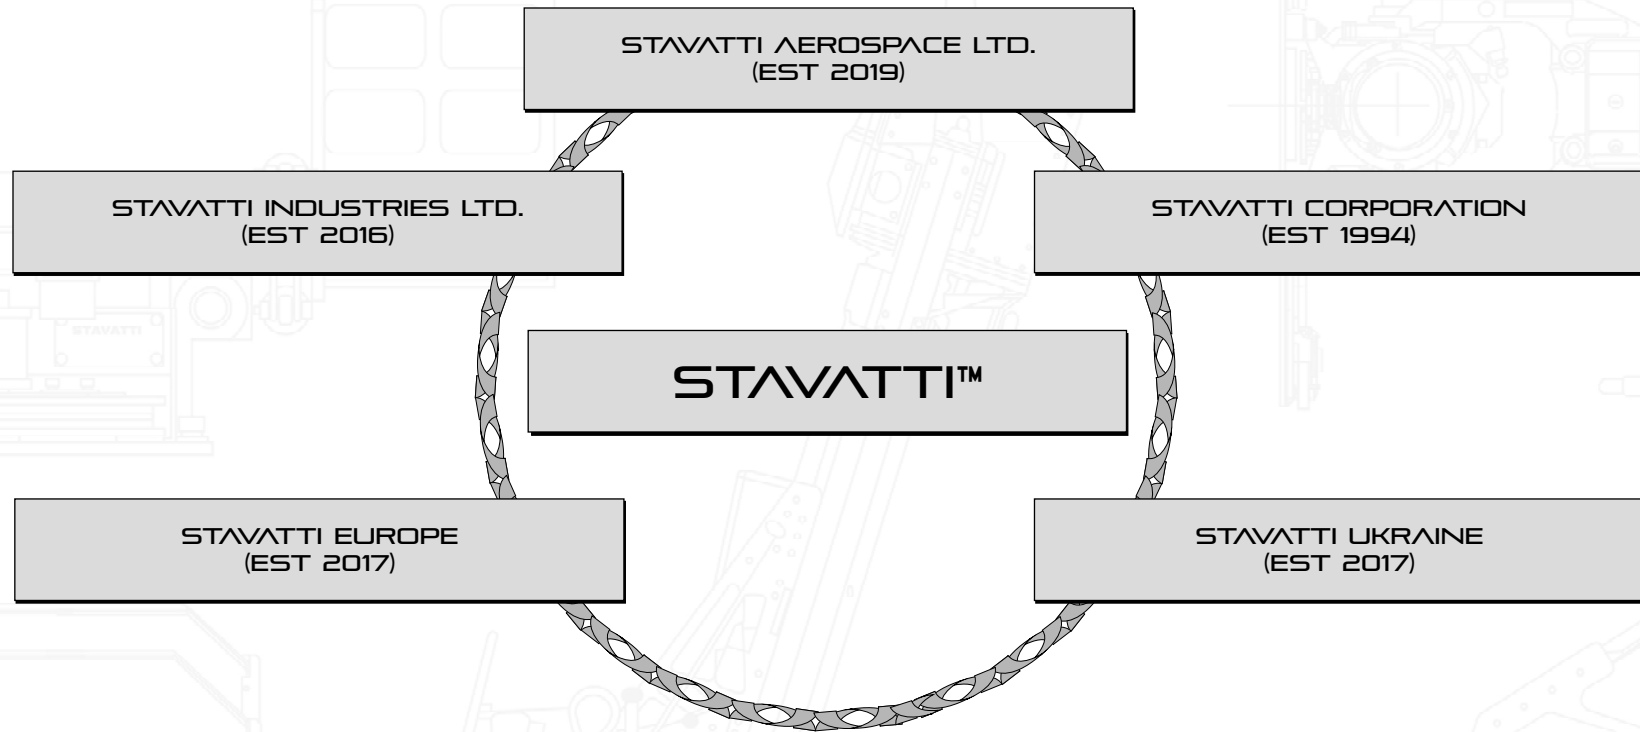 STAVATTI AEROSPACE LTD.
(EST 2019)
STAVATTI INDUSTRIES LTD.
(EST 2016)
STAVATTI CORPORATION
(EST 1994)
STAVATTI
STAVATTI™
STAVATTI EUROPE
(EST 2017)
STAVATTI UKRAINE
(EST 2017)